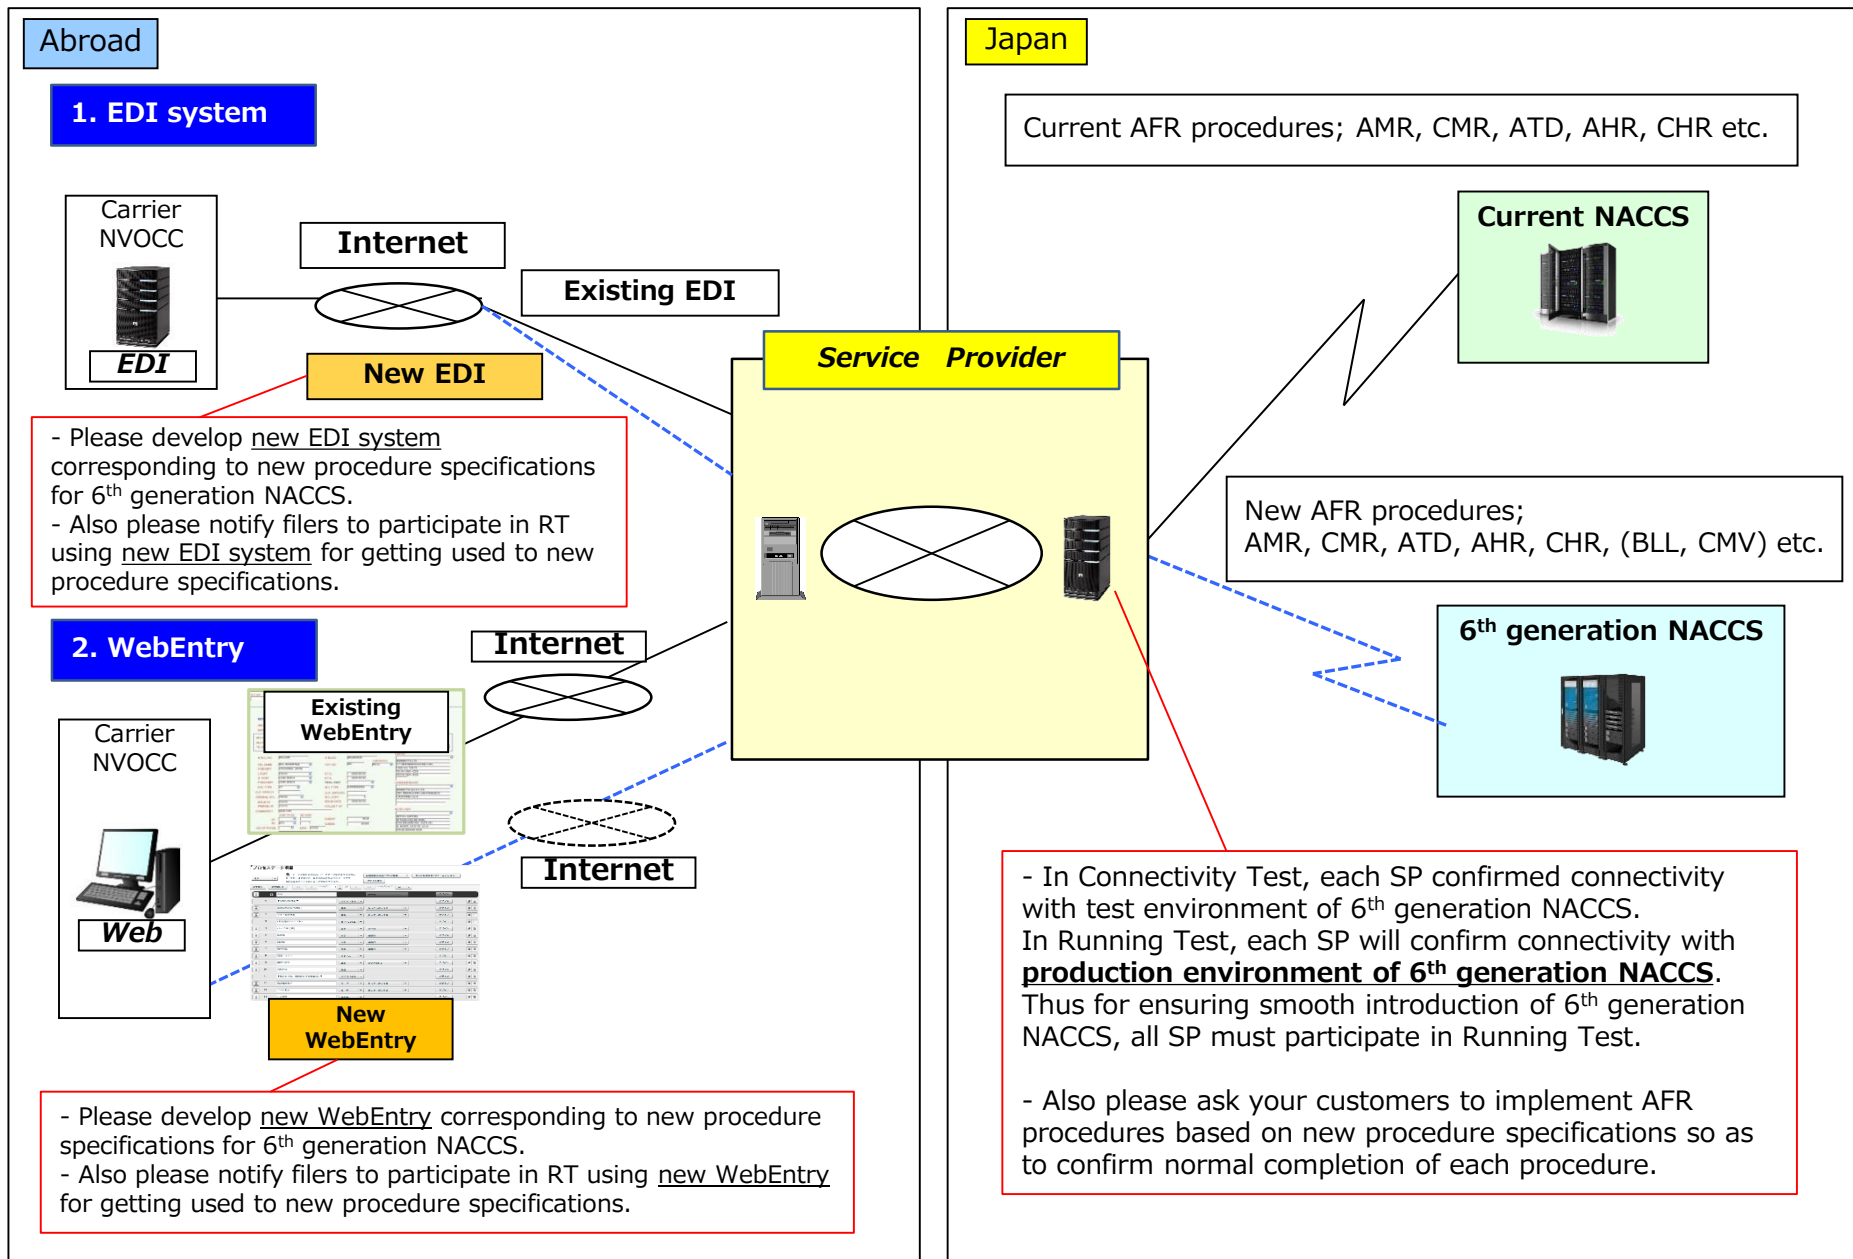 Abroad
1. EDI system
Carrier
NVOCC
EDI
Internet
Existing EDI
New EDI
- Please develop new EDI system
corresponding to new procedure specifications
for 6th generation NACCS.
- Also please notify filers to participate in RT
using new EDI system for getting used to new
procedure specifications.
2. WebEntry
Carrier
NVOCC
Web
Existing
WebEntry
Internet
Internet
New
WebEntry
- Please develop new WebEntry corresponding to new procedure
specifications for 6th generation NACCS.
- Also please notify filers to participate in RT using new WebEntry
for getting used to new procedure specifications.
Service Provider
Japan
Current AFR procedures; AMR, CMR, ATD, AHR, CHR etc.
Current NACCS
New AFR procedures;
AMR, CMR, ATD, AHR, CHR, (BLL, CMV) etc.
6th generation NACCS
- In Connectivity Test, each SP confirmed connectivity
with test environment of 6th generation NACCS.
In Running Test, each SP will confirm connectivity with
production environment of 6th generation NACCS.
Thus for ensuring smooth introduction of 6th generation
NACCS, all SP must participate in Running Test.
- Also please ask your customers to implement AFR
procedures based on new procedure specifications so as
to confirm normal completion of each procedure.